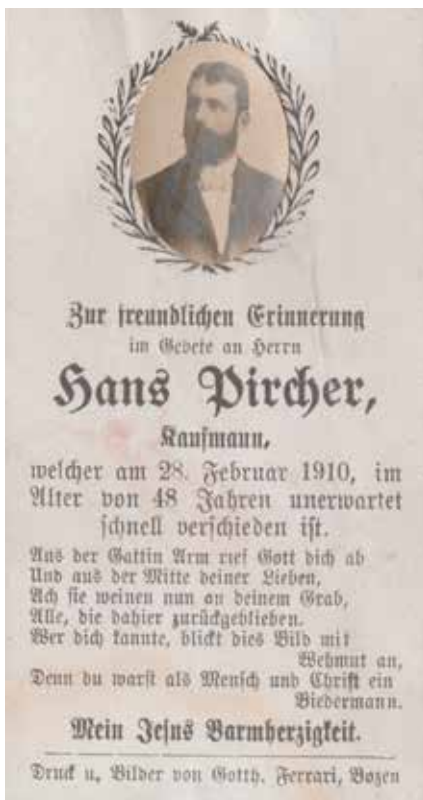 Zur freundlichen Erinnerung
im Gebete an Herrn
Hans Pircher,
Kaufmann,
welcher am 28. Februar 1910, im
Alter von 48 Jahren unerwartet
schnell verschieden ist.
Aus der Gattin Arm rief Gott dich ab
Und aus der Mitte deiner Lieben,
Ach sie weinen nun an deinem Grab,
Alle, die dahier zurückgeblieben.
Wer dich kannte, blickt dies Bild mit
Wehmut an,
Denn du warst als Mensch und Christ ein
Biedermann.
Mein Jesus Barmherzigkeit.
Druck u. Bilder von Gotth. Ferrari, Bozen